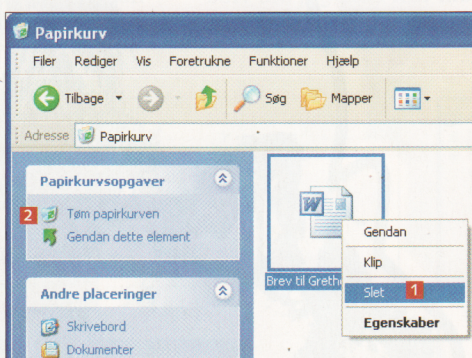 Papirkurv
Filer Rediger Vis Foretrukne Funktioner Hjælp
Tilbage Søg Mapper
Adresse Papirkurv
Papirkurvsopgaver
2 Tøm papirkurven
Gendan dette element
Andre placeringer
Skrivebord
Dokumenter
W
Brev til Grethe
Gendan
Klip
Slet 1
Egenskaber